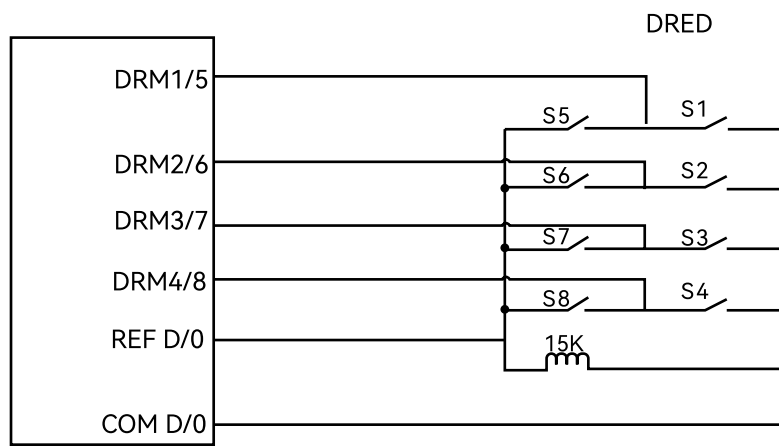 DRED
DRM1/5
S5
S1
DRM2/6
S6
S2
DRM3/7
S7
S3
DRM4/8
S8
S4
REF D/0
15K
COM D/0